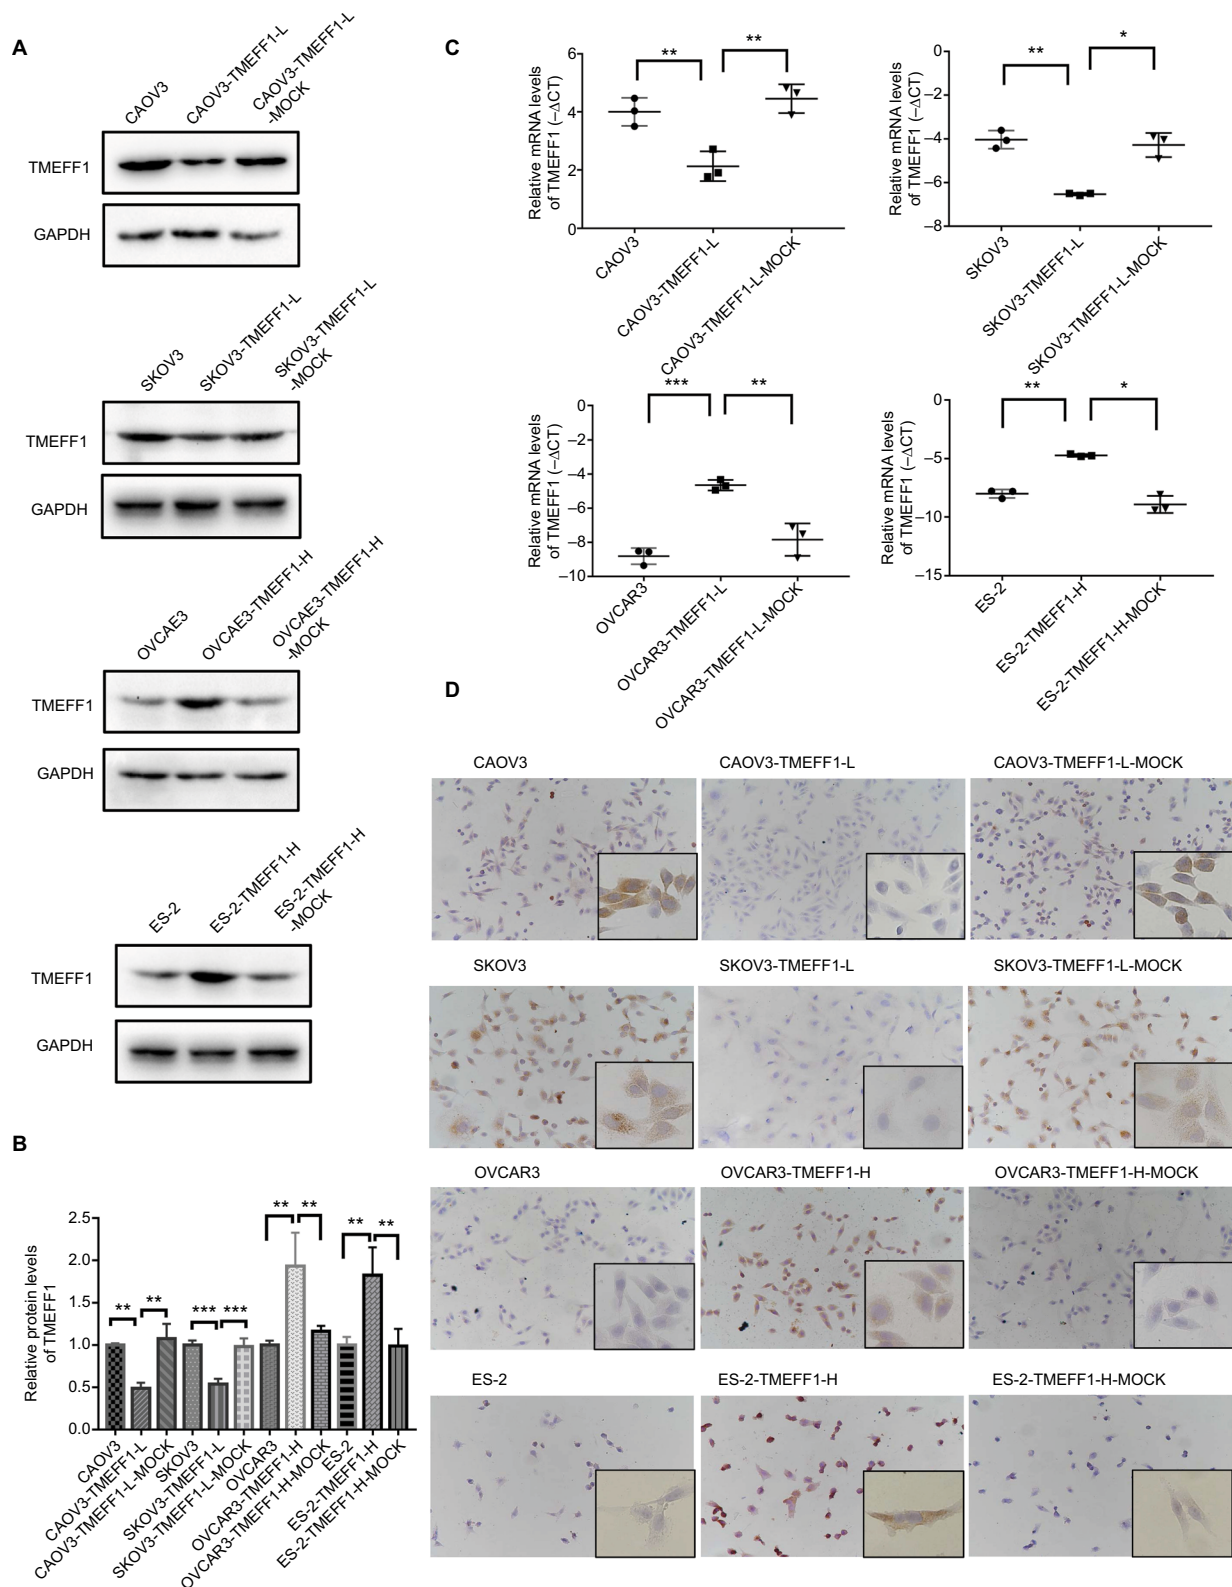 A
CAOV3
CAOV3-TMEFF1-L
CAOV3-TMEFF1-L
-MOCK
TMEFF1
GAPDH
SKOV3
SKOV3-TMEFF1-L
SKOV3-TMEFF1-L
-MOCK
TMEFF1
GAPDH
OVCAE3
OVCAE3-TMEFF1-H
OVCAE3-TMEFF1-H
-MOCK
TMEFF1
GAPDH
ES-2
ES-2-TMEFF1-H
ES-2-TMEFF1-H
-MOCK
TMEFF1
GAPDH
B
Relative protein levels
of TMEFF1
2.5
2.0
1.5
1.0
0.5
0.0
**
**
***
***
**
**
**
**
CAOV3
CAOV3-TMEFF1-L
CAOV3-TMEFF1-L-MOCK
SKOV3
SKOV3-TMEFF1-L
SKOV3-TMEFF1-L-MOCK
OVCAR3
OVCAR3-TMEFF1-H
OVCAR3-TMEFF1-H-MOCK
ES-2
ES-2-TMEFF1-H
ES-2-TMEFF1-H-MOCK
C
Relative mRNA levels
of TMEFF1 (–ΔCT)
6
4
2
0
**
**
CAOV3
CAOV3-TMEFF1-L
CAOV3-TMEFF1-L-MOCK
Relative mRNA levels
of TMEFF1 (–ΔCT)
0
–2
–4
–6
–8
**
*
SKOV3
SKOV3-TMEFF1-L
SKOV3-TMEFF1-L-MOCK
Relative mRNA levels
of TMEFF1 (–ΔCT)
0
–2
–4
–6
–8
–10
***
**
OVCAR3
OVCAR3-TMEFF1-L
OVCAR3-TMEFF1-L-MOCK
Relative mRNA levels
of TMEFF1 (–ΔCT)
0
–5
–10
–15
**
*
ES-2
ES-2-TMEFF1-H
ES-2-TMEFF1-H-MOCK
D
CAOV3
CAOV3-TMEFF1-L
CAOV3-TMEFF1-L-MOCK
SKOV3
SKOV3-TMEFF1-L
SKOV3-TMEFF1-L-MOCK
OVCAR3
OVCAR3-TMEFF1-H
OVCAR3-TMEFF1-H-MOCK
ES-2
ES-2-TMEFF1-H
ES-2-TMEFF1-H-MOCK